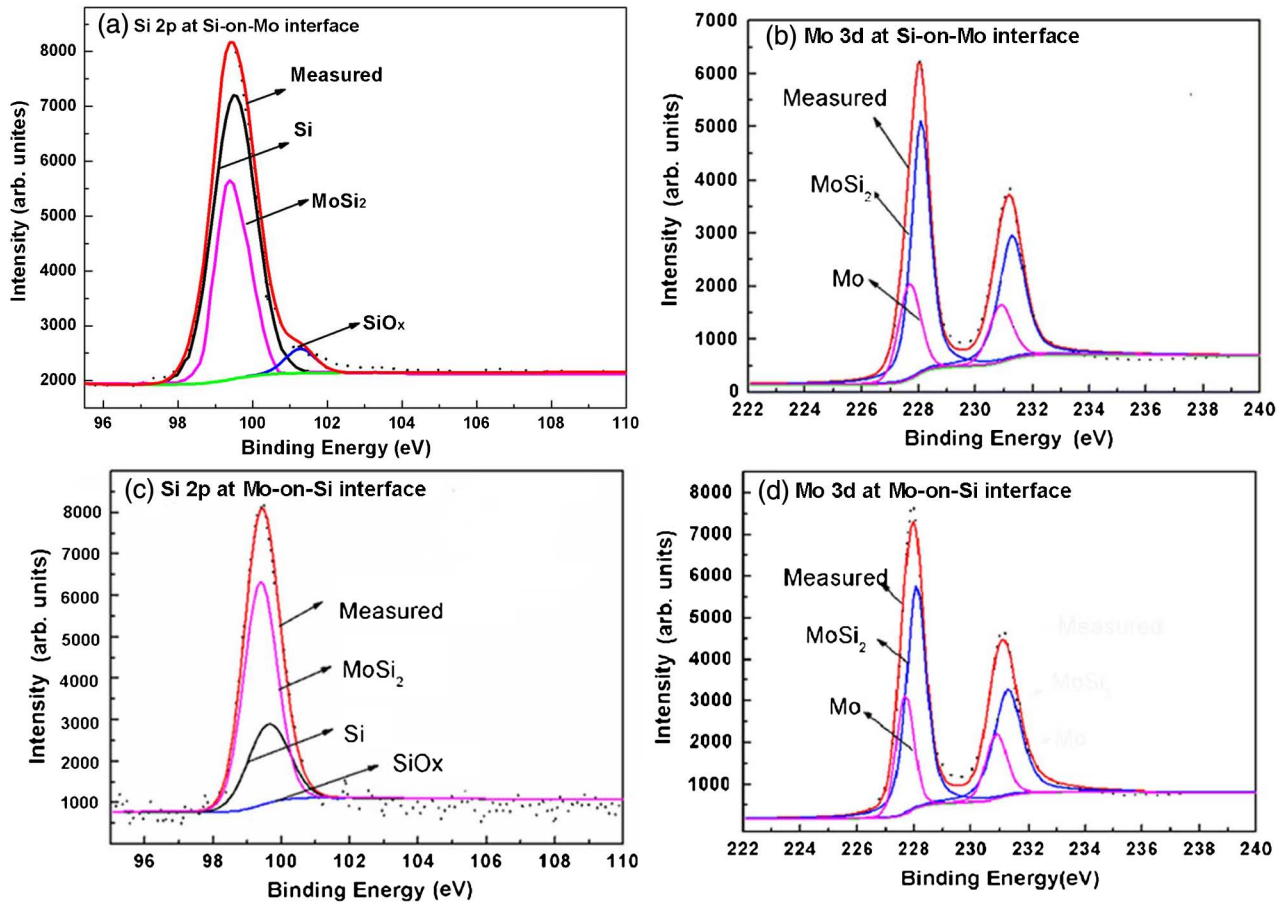 (a) Si 2p at Si-on-Mo interface
Intensity (arb. unites)
8000
7000
6000
5000
4000
3000
2000
Measured
Si
MoSi2
SiOx
96 98 100 102 104 106 108 110
Binding Energy (eV)
(b) Mo 3d at Si-on-Mo interface
Intensity (arb. units)
7000
6000
5000
4000
3000
2000
1000
0
Measured
MoSi2
Mo
222 224 226 228 230 231 232 234 236 238 240
Binding Energy (eV)
(c) Si 2p at Mo-on-Si interface
Intensity (arb. units)
8000
7000
6000
5000
4000
3000
2000
1000
Measured
MoSi2
Si
SiOx
96 98 100 102 104 106 108 110
Binding Energy (eV)
(d) Mo 3d at Mo-on-Si interface
Intensity (arb. units)
8000
7000
6000
5000
4000
3000
2000
1000
Measured
MoSi2
Mo
Measured
MoSi
Mo
222 224 226 228 230 232 234 236 238 240
Binding Energy(eV)